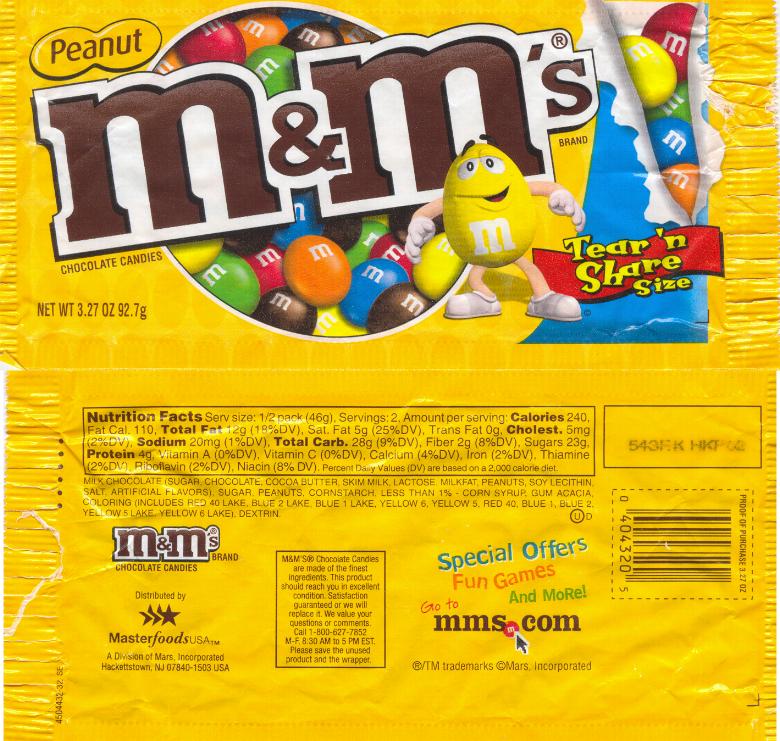 Peanut
m&m's®
BRAND
CHOCOLATE CANDIES
Tear 'n
Share
Size
NET WT 3.27 OZ 92.7g
Nutrition Facts Serv size: 1/2 pack (46g), Servings: 2, Amount per serving: Calories 240,
Fat Cal. 110, Total Fat 12g (18%DV), Sat. Fat 5g (25%DV), Trans Fat 0g, Cholest. 5mg
(2%DV), Sodium 20mg (1%DV), Total Carb. 28g (9%DV), Fiber 2g (8%DV), Sugars 23g,
Protein 4g, Vitamin A (0%DV), Vitamin C (0%DV), Calcium (4%DV), Iron (2%DV), Thiamine
(2%DV), Riboflavin (2%DV), Niacin (8% DV). Percent Daily Values (DV) are based on a 2,000 calorie diet.
MILK CHOCOLATE (SUGAR, CHOCOLATE, COCOA BUTTER, SKIM MILK, LACTOSE, MILKFAT, PEANUTS, SOY LECITHIN,
SALT, ARTIFICIAL FLAVORS), SUGAR, PEANUTS, CORNSTARCH, LESS THAN 1% - CORN SYRUP, GUM ACACIA,
COLORING (INCLUDES RED 40 LAKE, BLUE 2 LAKE, BLUE 1 LAKE, YELLOW 6, YELLOW 5, RED 40, BLUE 1, BLUE 2,
YELLOW 5 LAKE, YELLOW 6 LAKE), DEXTRIN.
Ⓤ D
m&m's®
BRAND
CHOCOLATE CANDIES
Distributed by
Masterfoods USA™
A Division of Mars, Incorporated
Hackettstown, NJ 07840-1503 USA
M&M'S® Chocolate Candies
are made of the finest
ingredients. This product
should reach you in excellent
condition. Satisfaction
guaranteed or we will
replace it. We value your
questions or comments.
Call 1-800-627-7852
M-F, 8:30 AM to 5 PM EST.
Please save the unused
product and the wrapper.
Special Offers
Fun Games
And MoRe!
Go to
mms.com
®/TM trademarks ©Mars, Incorporated
0 404320 5
PROOF OF PURCHASE 3.27 OZ